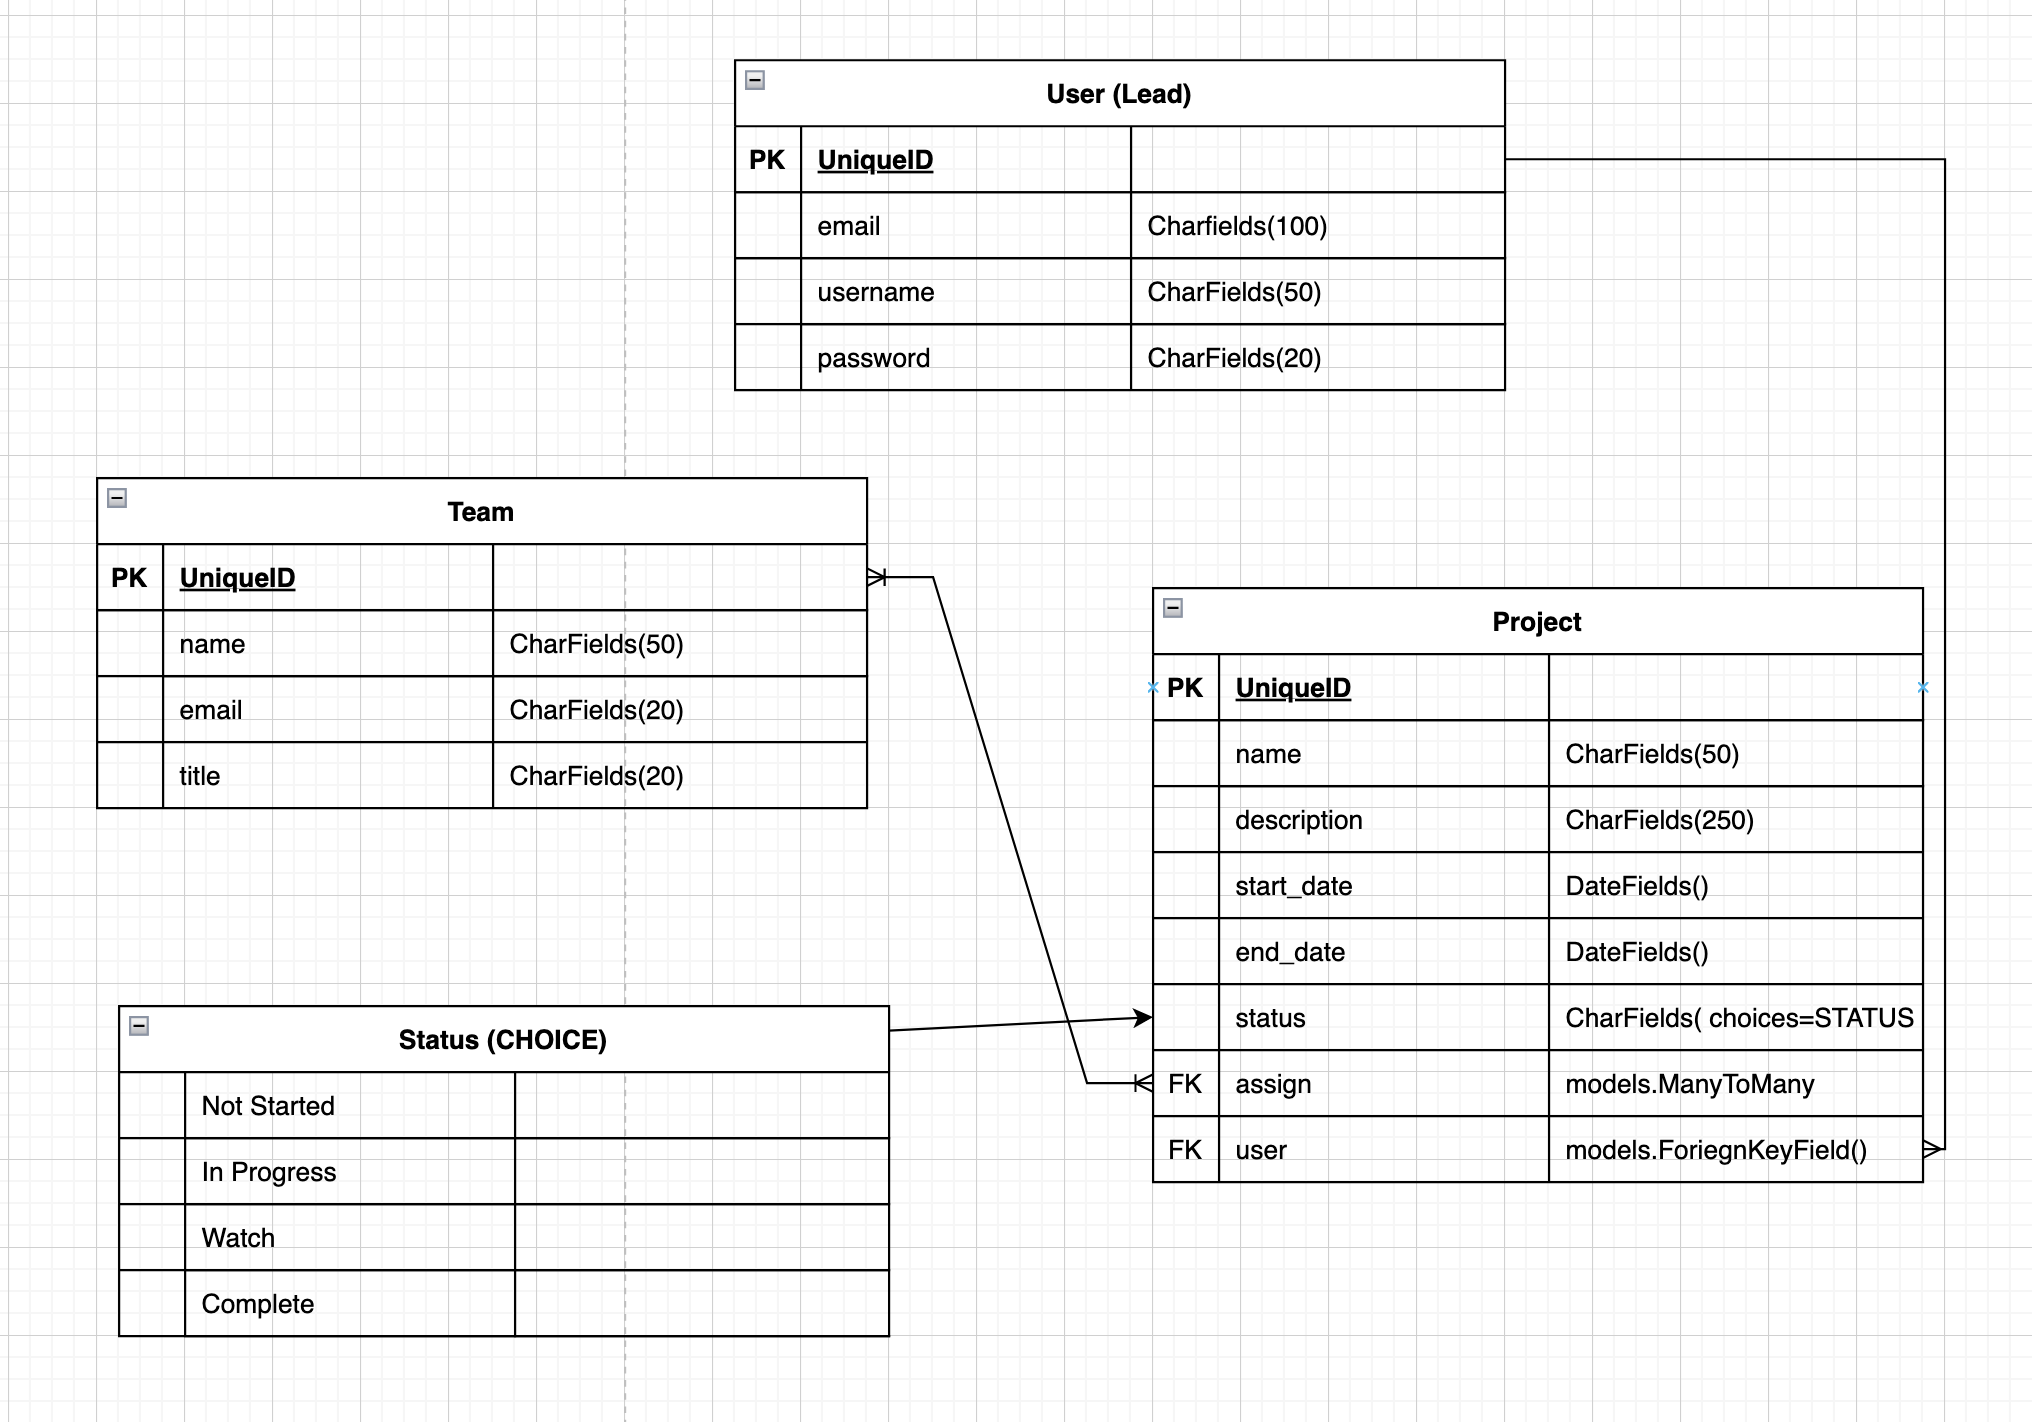 User (Lead)
PK UniqueID
email Charfields(100)
username CharFields(50)
password CharFields(20)
Team
PK UniqueID
name CharFields(50)
email CharFields(20)
title CharFields(20)
Project
PK UniqueID
name CharFields(50)
description CharFields(250)
start_date DateFields()
end_date DateFields()
status CharFields( choices=STATUS
FK assign models.ManyToMany
FK user models.ForiegnKeyField()
Status (CHOICE)
Not Started
In Progress
Watch
Complete